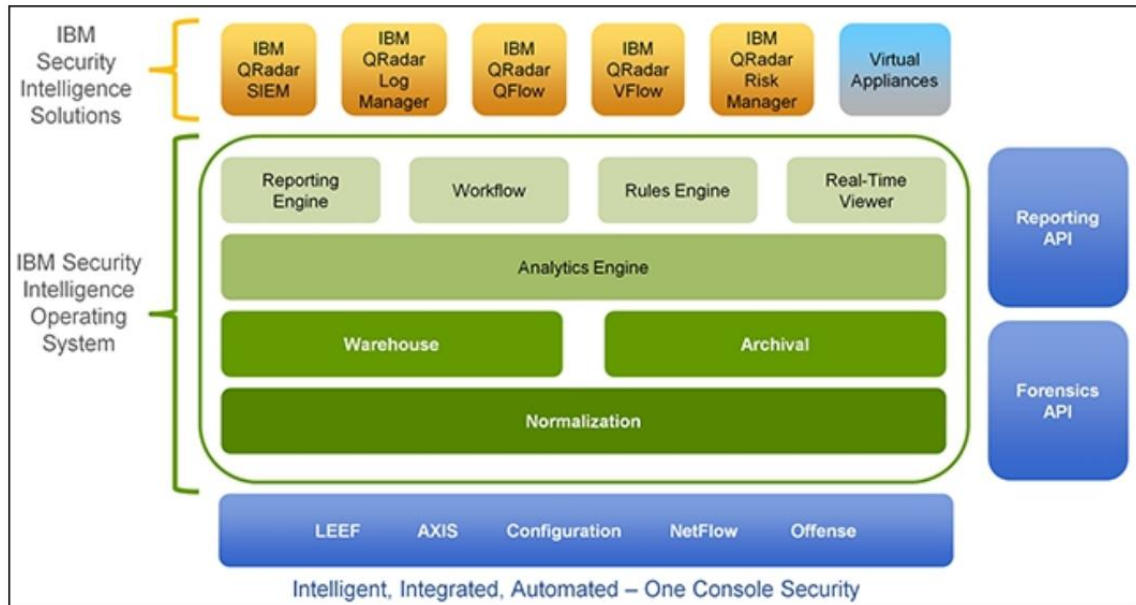 IBM
Security
Intelligence
Solutions
IBM
QRadar
SIEM
IBM
QRadar
Log
Manager
IBM
QRadar
QFlow
IBM
QRadar
VFlow
IBM
QRadar
Risk
Manager
Virtual
Appliances
IBM Security
Intelligence
Operating
System
Reporting
Engine
Workflow
Rules Engine
Real-Time
Viewer
Analytics Engine
Warehouse
Archival
Normalization
Reporting
API
Forensics
API
LEEF AXIS Configuration NetFlow Offense
Intelligent, Integrated, Automated – One Console Security